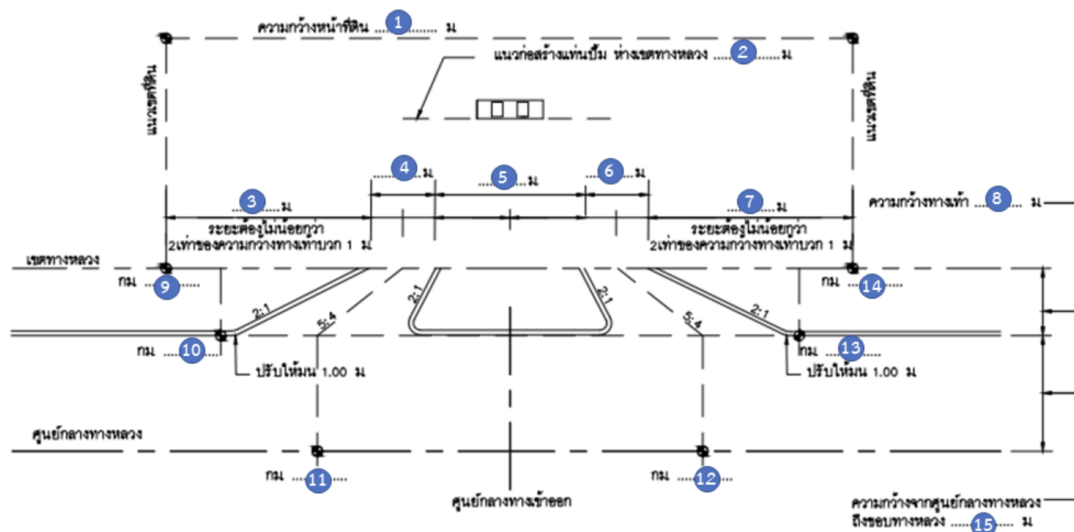 ความกว้างหน้าที่ดิน ....1.... ม
แนวก่อสร้างแท่นปั๊ม ห่างเขตทางหลวง ....2.... ม
แนวเขตที่ดิน
แนวเขตที่ดิน
....4.... ม
....5.... ม
....6.... ม
....3.... ม
....7.... ม
ความกว้างทางเท้า ....8.... ม
ระยะต้องไม่น้อยกว่า
2เท่าของความกว้างทางเท้าบวก 1 ม
ระยะต้องไม่น้อยกว่า
2เท่าของความกว้างทางเท้าบวก 1 ม
เขตทางหลวง
กม ....9....
กม ....14....
2:1
5:4
2:1
2:1
5:4
2:1
กม ....10....
กม ....13....
ปรับให้มน 1.00 ม
ปรับให้มน 1.00 ม
ศูนย์กลางทางหลวง
กม ....11....
กม ....12....
ศูนย์กลางทางเข้าออก
ความกว้างจากศูนย์กลางทางหลวง
ถึงขอบทางหลวง ....15.... ม